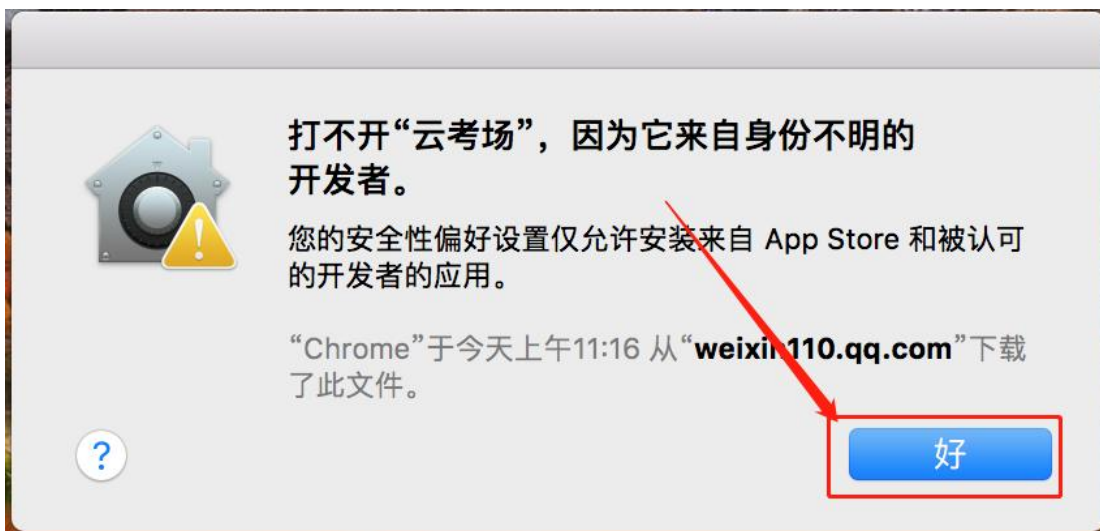 打不开“云考场”，因为它来自身份不明的
开发者。
您的安全性偏好设置仅允许安装来自 App Store 和被认可
的开发者的应用。
“Chrome”于今天上午11:16 从“weixin110.qq.com”下载
了此文件。
?
好